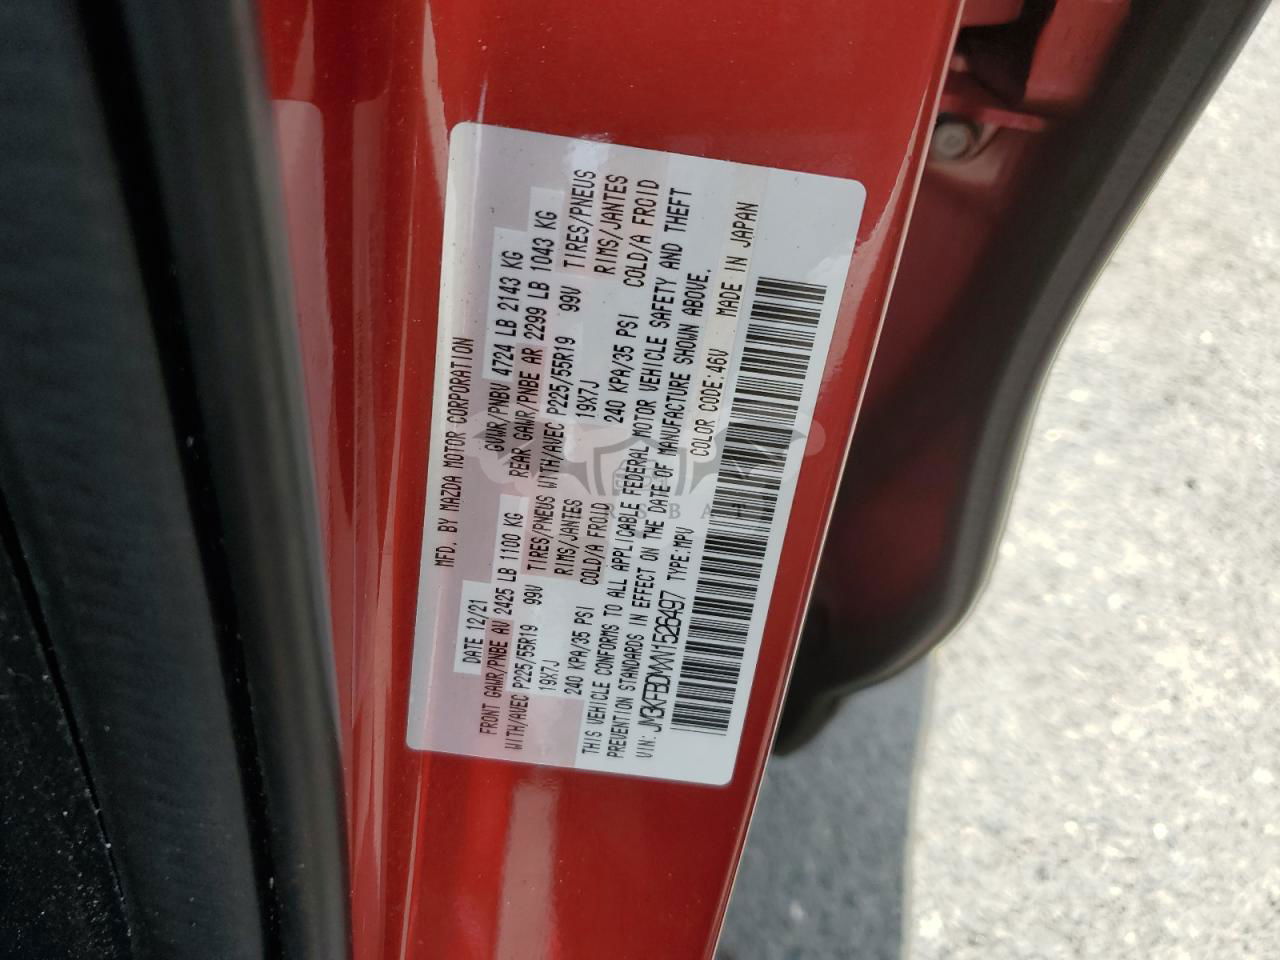 MFD. BY MAZDA MOTOR CORPORATION
DATE 12/21 GVWR/PNBV 4724 LB 2143 KG
FRONT GAWR/PNBE AV 2425 LB 1100 KG REAR GAWR/PNBE AR 2299 LB 1043 KG
WITH/AVEC P225/55R19 99V TIRES/PNEUS WITH/AVEC P225/55R19 99V TIRES/PNEUS
19X7J RIMS/JANTES 19X7J RIMS/JANTES
240 KPA/35 PSI COLD/A FROID 240 KPA/35 PSI COLD/A FROID
THIS VEHICLE CONFORMS TO ALL APPLICABLE FEDERAL MOTOR VEHICLE SAFETY AND THEFT
PREVENTION STANDARDS IN EFFECT ON THE DATE OF MANUFACTURE SHOWN ABOVE.
VIN: TYPE:MPV COLOR CODE:46V MADE IN JAPAN